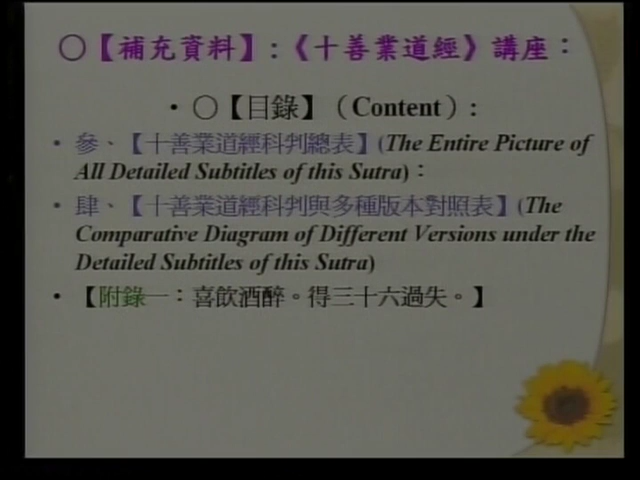 ○【補充資料】:《十善業道經》講座：
• ○【目錄】（Content）:
• 參、【十善業道經科判總表】(The Entire Picture of
All Detailed Subtitles of this Sutra)：
• 肆、【十善業道經科判與多種版本對照表】(The
Comparative Diagram of Different Versions under the
Detailed Subtitles of this Sutra)
• 【附錄一：喜飲酒醉。得三十六過失。】